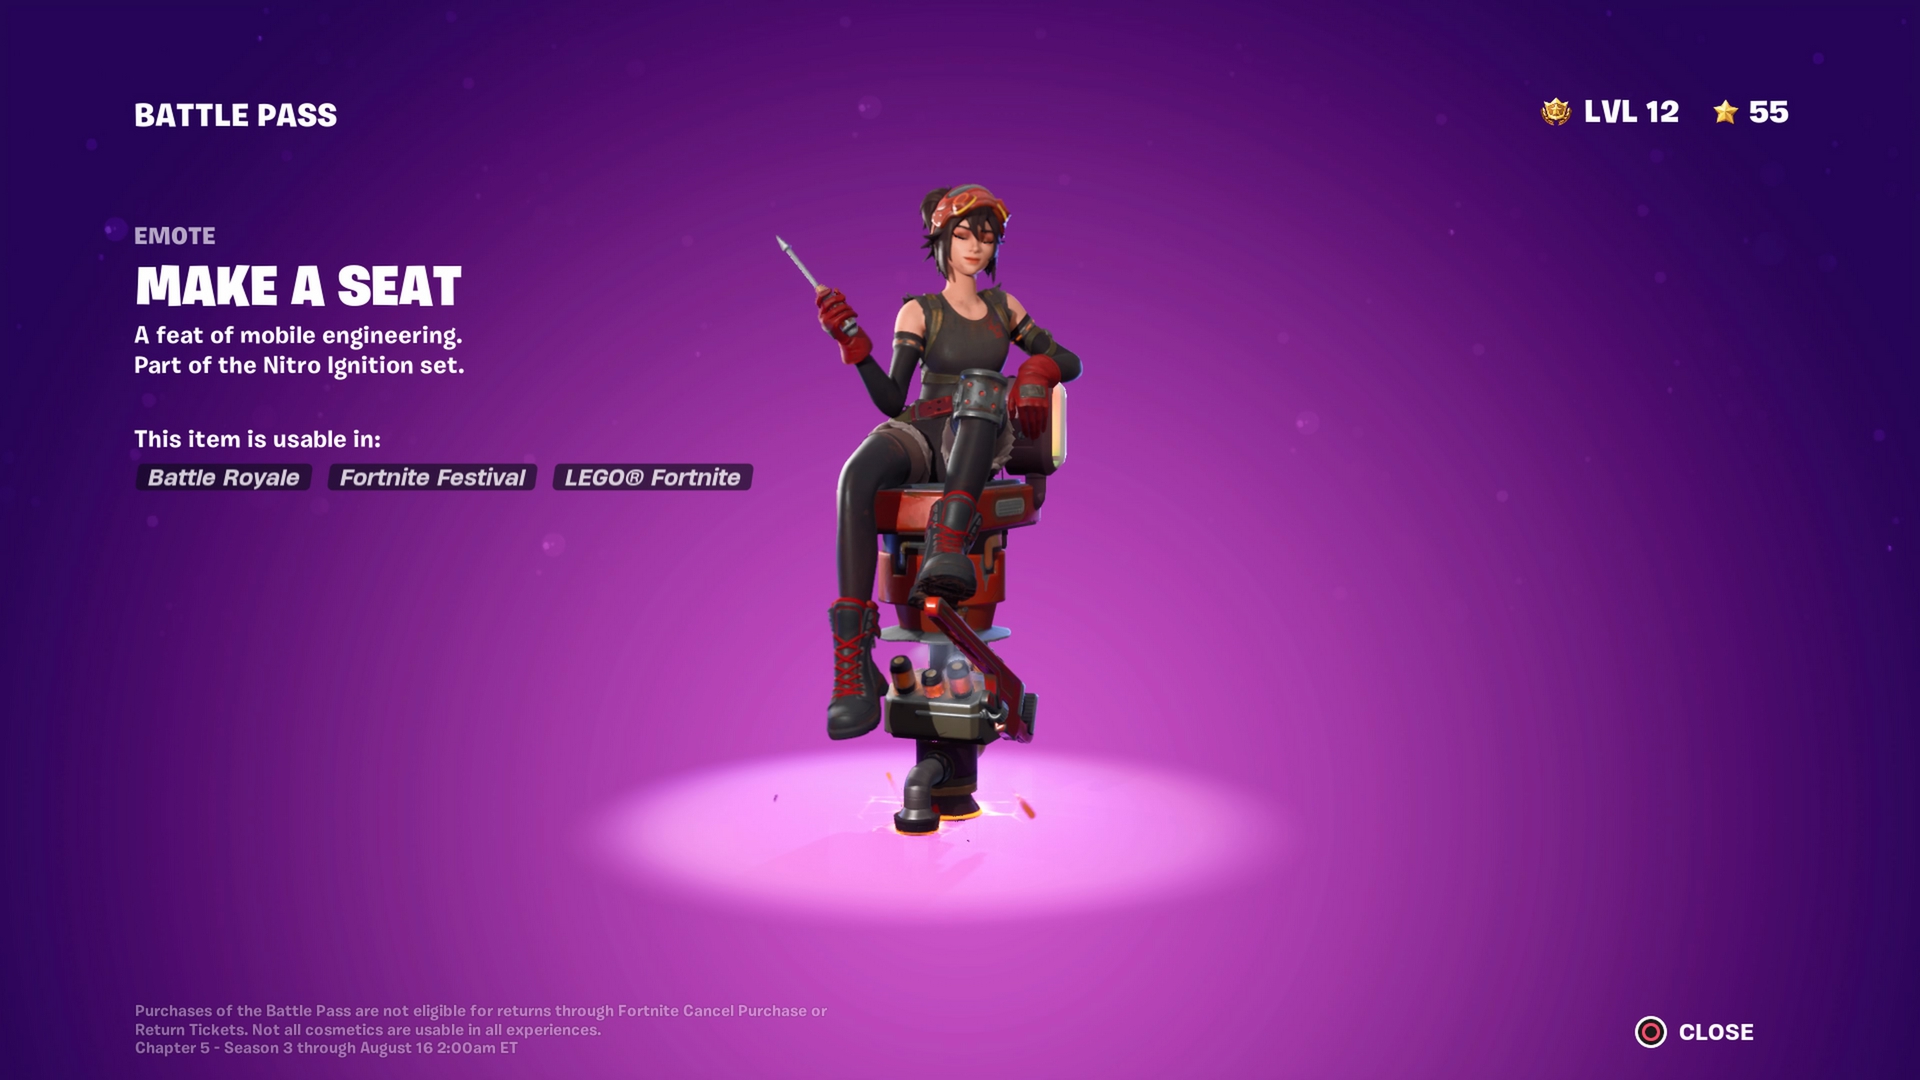 BATTLE PASS
LVL 12 55
EMOTE
MAKE A SEAT
A feat of mobile engineering.
Part of the Nitro Ignition set.
This item is usable in:
Battle Royale Fortnite Festival LEGO® Fortnite
Purchases of the Battle Pass are not eligible for returns through Fortnite Cancel Purchase or
Return Tickets. Not all cosmetics are usable in all experiences.
Chapter 5 - Season 3 through August 16 2:00am ET
CLOSE